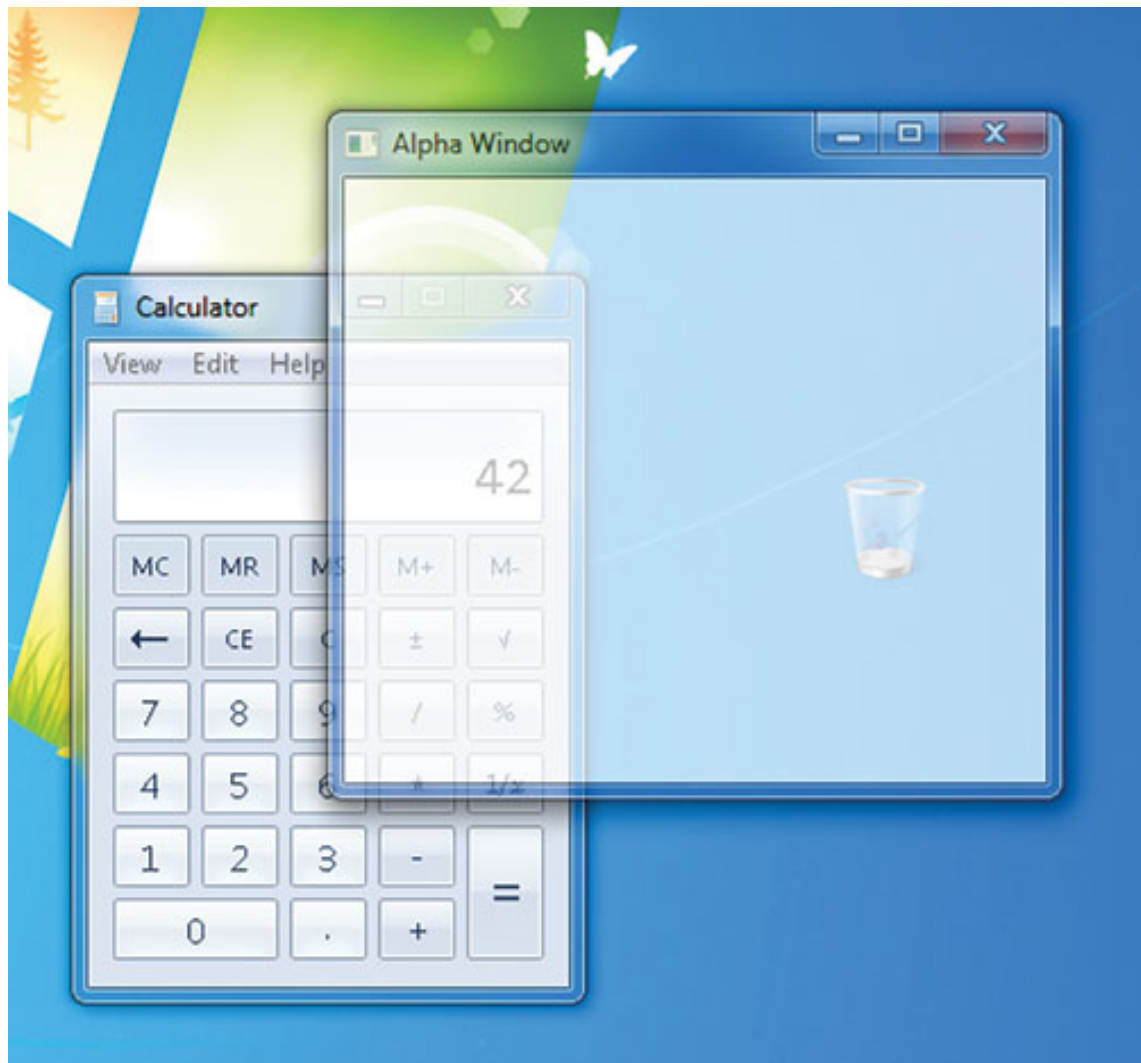 Alpha Window
Calculator
View Edit Help
42
MC MR MS M+ M-
← CE C ± √
7 8 9 / %
4 5 6 * 1/x
1 2 3 - =
0 . +